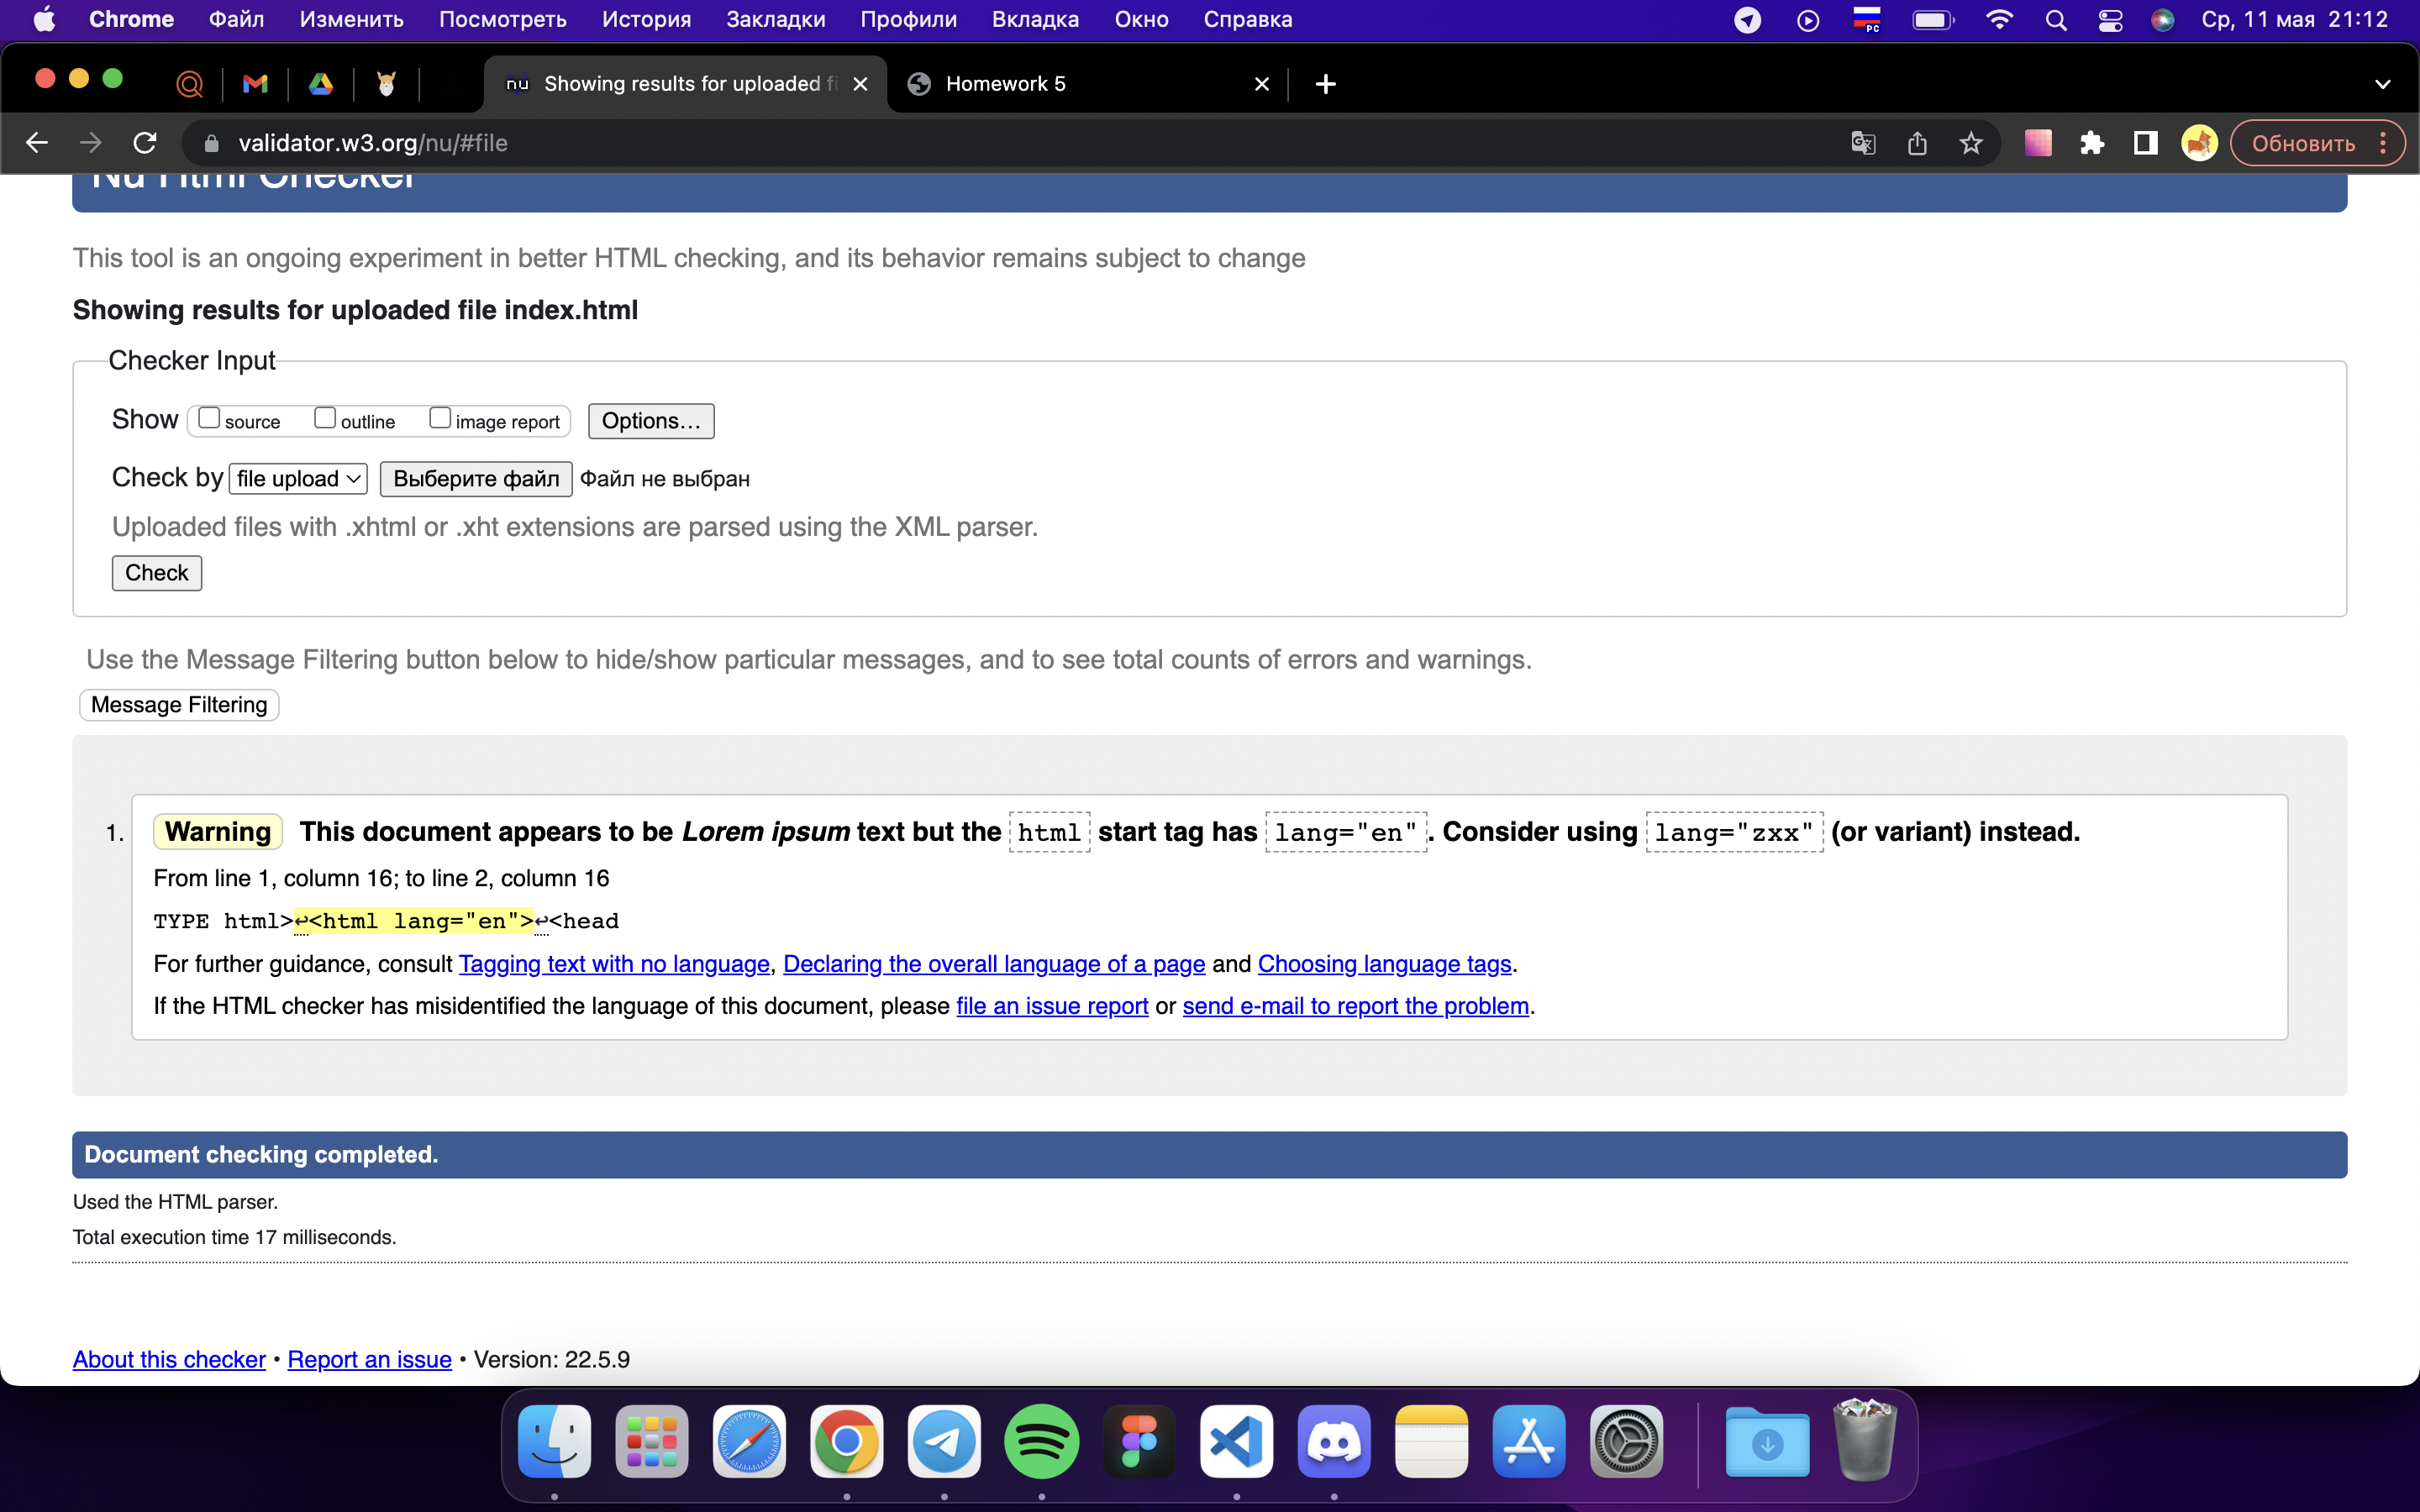 Chrome Файл Изменить Посмотреть История Закладки Профили Вкладка Окно Справка РС Ср, 11 мая 21:12
nu Showing results for uploaded fi Homework 5
validator.w3.org/nu/#file Обновить
Nu Html Checker
This tool is an ongoing experiment in better HTML checking, and its behavior remains subject to change
Showing results for uploaded file index.html
Checker Input
Show source outline image report Options...
Check by file upload Выберите файл Файл не выбран
Uploaded files with .xhtml or .xht extensions are parsed using the XML parser.
Check
Use the Message Filtering button below to hide/show particular messages, and to see total counts of errors and warnings.
Message Filtering
1. Warning This document appears to be Lorem ipsum text but the html start tag has lang="en". Consider using lang="zxx" (or variant) instead.
From line 1, column 16; to line 2, column 16
TYPE html>↩<html lang="en">↩<head
For further guidance, consult Tagging text with no language, Declaring the overall language of a page and Choosing language tags.
If the HTML checker has misidentified the language of this document, please file an issue report or send e-mail to report the problem.
Document checking completed.
Used the HTML parser.
Total execution time 17 milliseconds.
About this checker • Report an issue • Version: 22.5.9